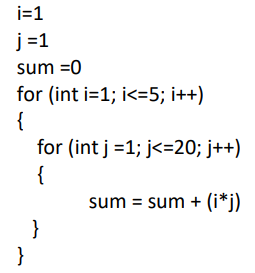 i=1
j =1
sum =0
for (int i=1; i<=5; i++)
{
for (int j =1; j<=20; j++)
{
sum = sum + (i*j)
}
}